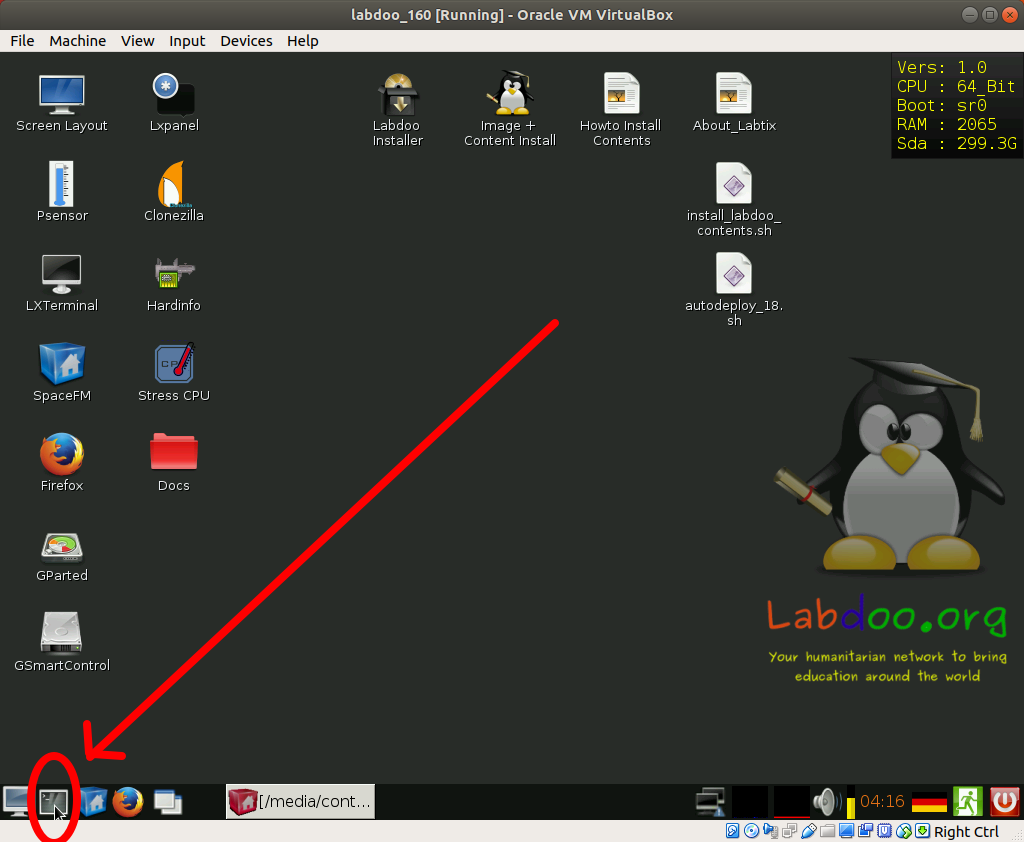 labdoo_160 [Running] - Oracle VM VirtualBox
File Machine View Input Devices Help
Vers: 1.0
CPU : 64_Bit
Boot: sr0
RAM : 2065
Sda : 299.3G
Screen Layout
Lxpanel
Labdoo
Installer
Image +
Content Install
Howto Install
Contents
About_Labtix
Psensor
Clonezilla
install_labdoo_
contents.sh
LXTerminal
Hardinfo
autodeploy_18.
sh
SpaceFM
CPU
Stress CPU
Firefox
Docs
GParted
GSmartControl
Labdoo.org
Your humanitarian network to bring
education around the world
[/media/cont...
04:16
Right Ctrl